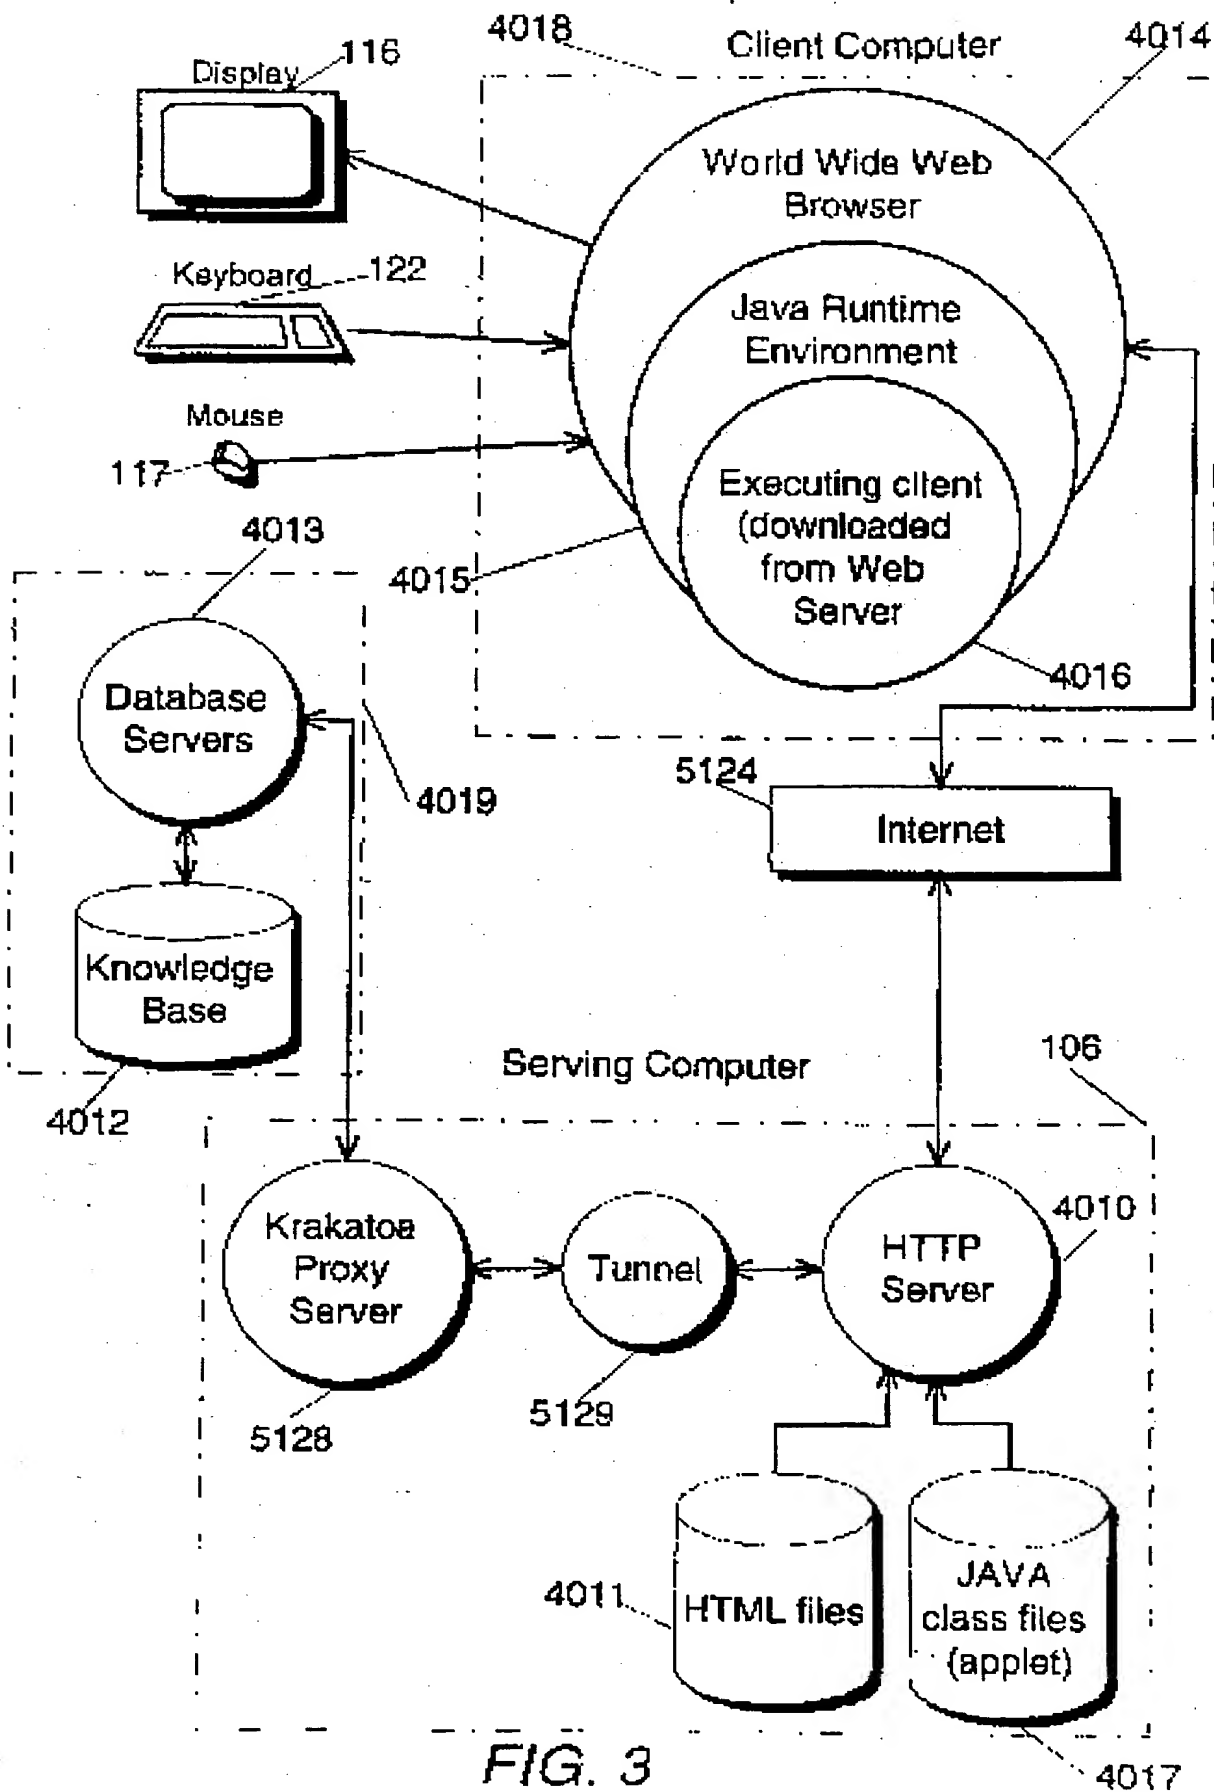 4018
Client Computer
4014
116
Display
World Wide Web
Browser
Keyboard
122
Java Runtime
Environment
Mouse
117
Executing client
(downloaded
from Web
Server
4013
4015
4016
Database
Servers
4019
5124
Internet
Knowledge
Base
4012
Serving Computer
106
Krakatoa
Proxy
Server
Tunnel
HTTP
Server
4010
5128
5129
4011
HTML files
JAVA
class files
(applet)
FIG. 3
4017